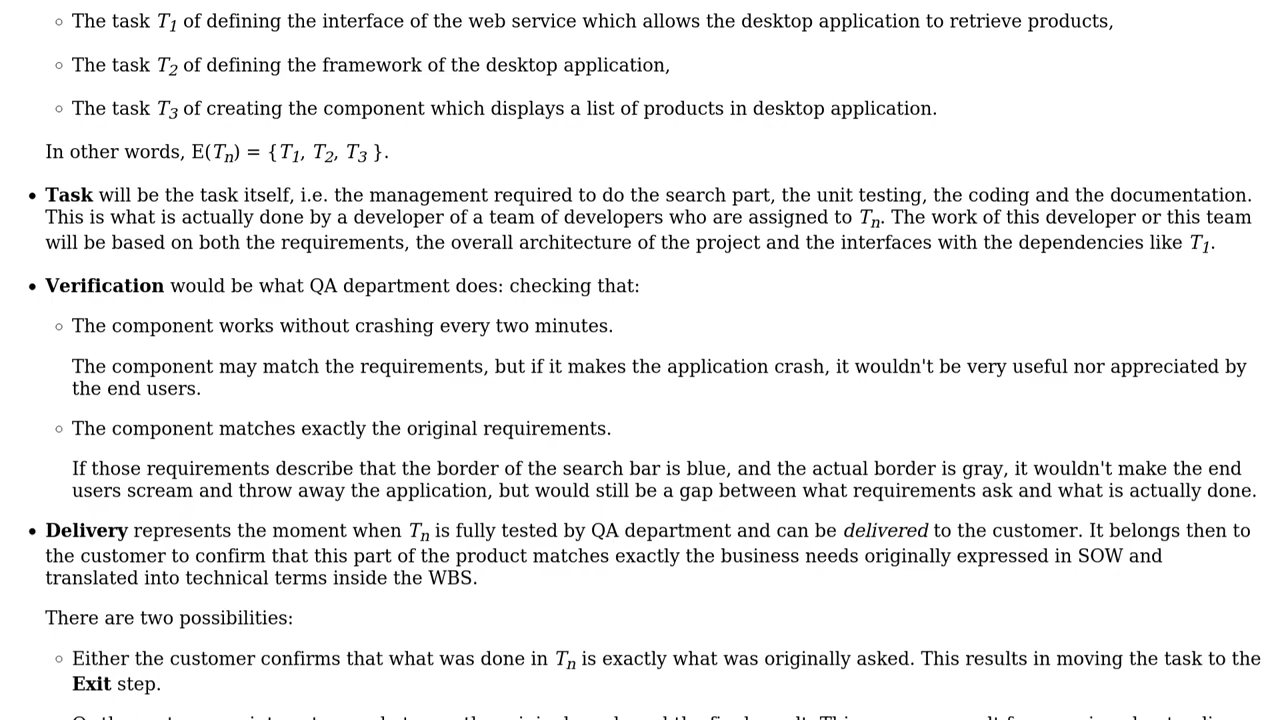 The task T1 of defining the interface of the web service which allows the desktop application to retrieve products,
The task T2 of defining the framework of the desktop application,
The task T3 of creating the component which displays a list of products in desktop application.
In other words, E(Tn) = {T1, T2, T3 }.
Task will be the task itself, i.e. the management required to do the search part, the unit testing, the coding and the documentation.
This is what is actually done by a developer of a team of developers who are assigned to Tn. The work of this developer or this team
will be based on both the requirements, the overall architecture of the project and the interfaces with the dependencies like T1.
Verification would be what QA department does: checking that:
The component works without crashing every two minutes.
The component may match the requirements, but if it makes the application crash, it wouldn't be very useful nor appreciated by
the end users.
The component matches exactly the original requirements.
If those requirements describe that the border of the search bar is blue, and the actual border is gray, it wouldn't make the end
users scream and throw away the application, but would still be a gap between what requirements ask and what is actually done.
Delivery represents the moment when Tn is fully tested by QA department and can be delivered to the customer. It belongs then to
the customer to confirm that this part of the product matches exactly the business needs originally expressed in SOW and
translated into technical terms inside the WBS.
There are two possibilities:
Either the customer confirms that what was done in Tn is exactly what was originally asked. This results in moving the task to the
Exit step.